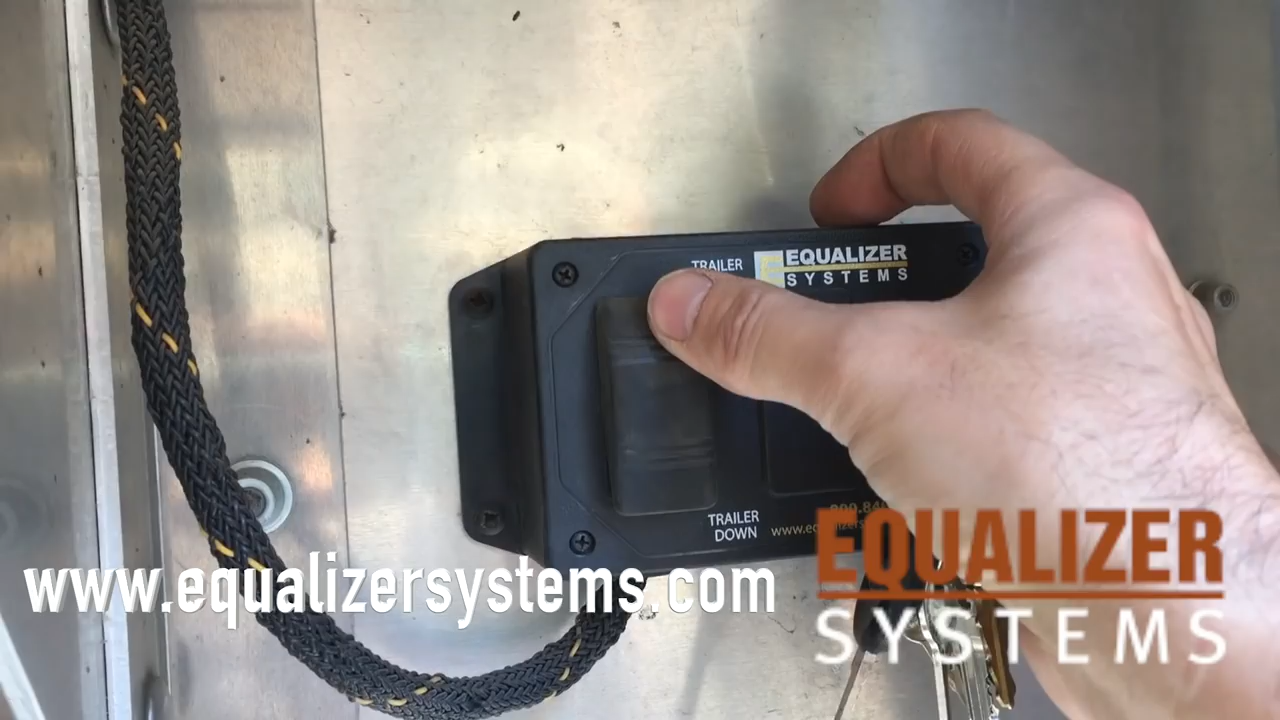 TRAILER
EQUALIZER
SYSTEMS
TRAILER
DOWN
www.equalizersystems.com
EQUALIZER
SYSTEMS